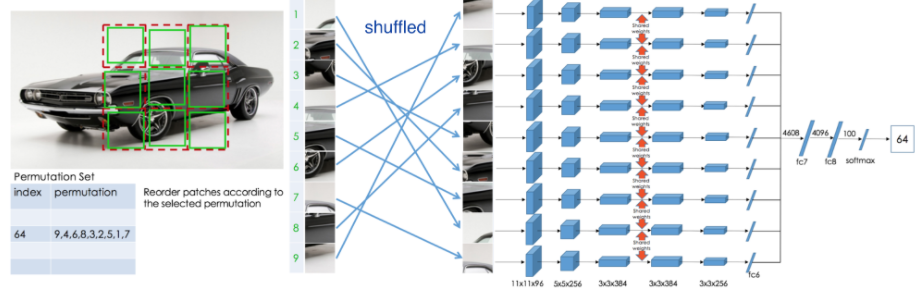 shuffled
1
2
3
4
5
6
7
8
9
Permutation Set
index permutation
64 9,4,6,8,3,2,5,1,7
Reorder patches according to
the selected permutation
Shared
weights
Shared
weights
Shared
weights
Shared
weights
Shared
weights
Shared
weights
Shared
weights
Shared
weights
11x11x96 5x5x256 3x3x384 3x3x384 3x3x256
fc6
4608
fc7
4096
fc8
100
softmax
64